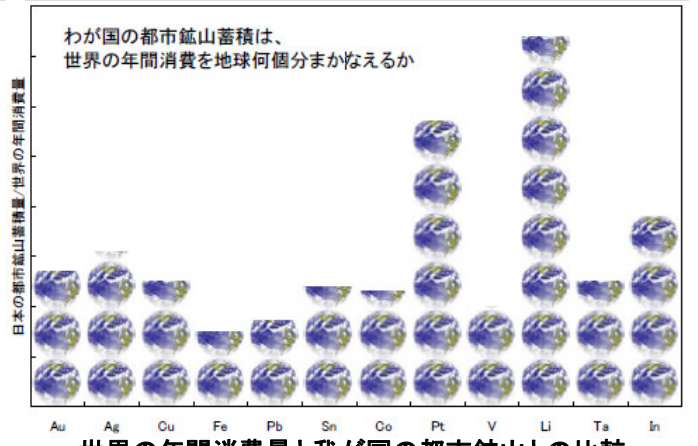 わが国の都市鉱山蓄積は、
世界の年間消費を地球何個分まかなえるか
日本の都市鉱山蓄積量/世界の年間消費量
Au Ag Cu Fe Pb Sn Co Pt V Li Ta In
世界の年間消費量と我が国の都市鉱山との比較